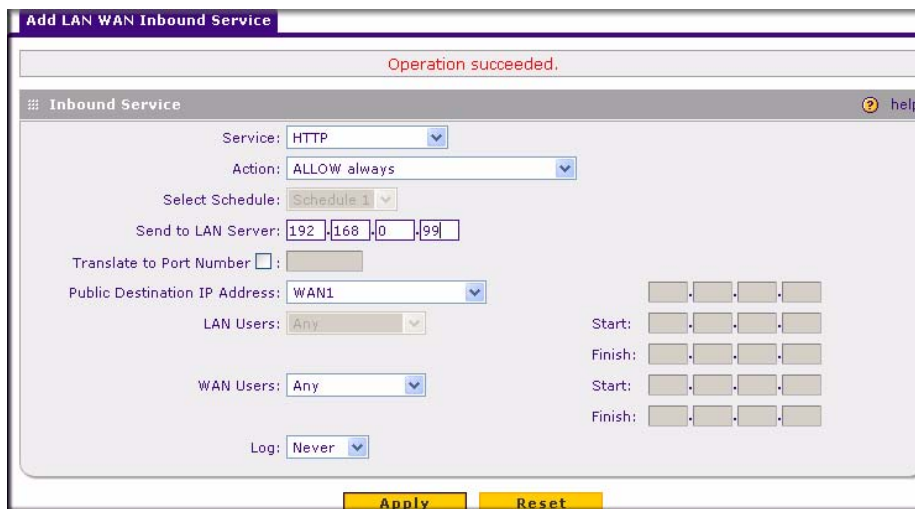 Add LAN WAN Inbound Service
Operation succeeded.
Inbound Service
help
Service: HTTP
Action: ALLOW always
Select Schedule: Schedule 1
Send to LAN Server: 192 . 168 . 0 . 99
Translate to Port Number :
Public Destination IP Address: WAN1
LAN Users: Any
Start:
Finish:
WAN Users: Any
Start:
Finish:
Log: Never
Apply
Reset